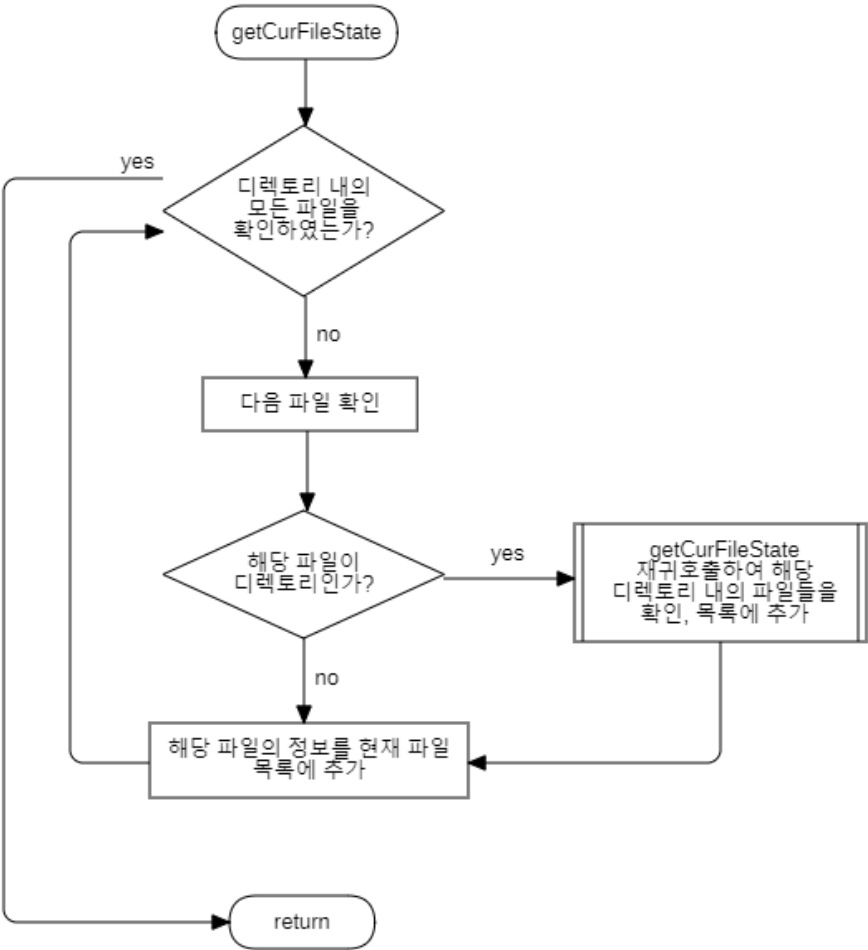 getCurFileState
yes
디렉토리 내의
모든 파일을
확인하였는가?
no
다음 파일 확인
해당 파일이
디렉토리인가?
yes
getCurFileState
재귀호출하여 해당
디렉토리 내의 파일들을
확인, 목록에 추가
no
해당 파일의 정보를 현재 파일
목록에 추가
return